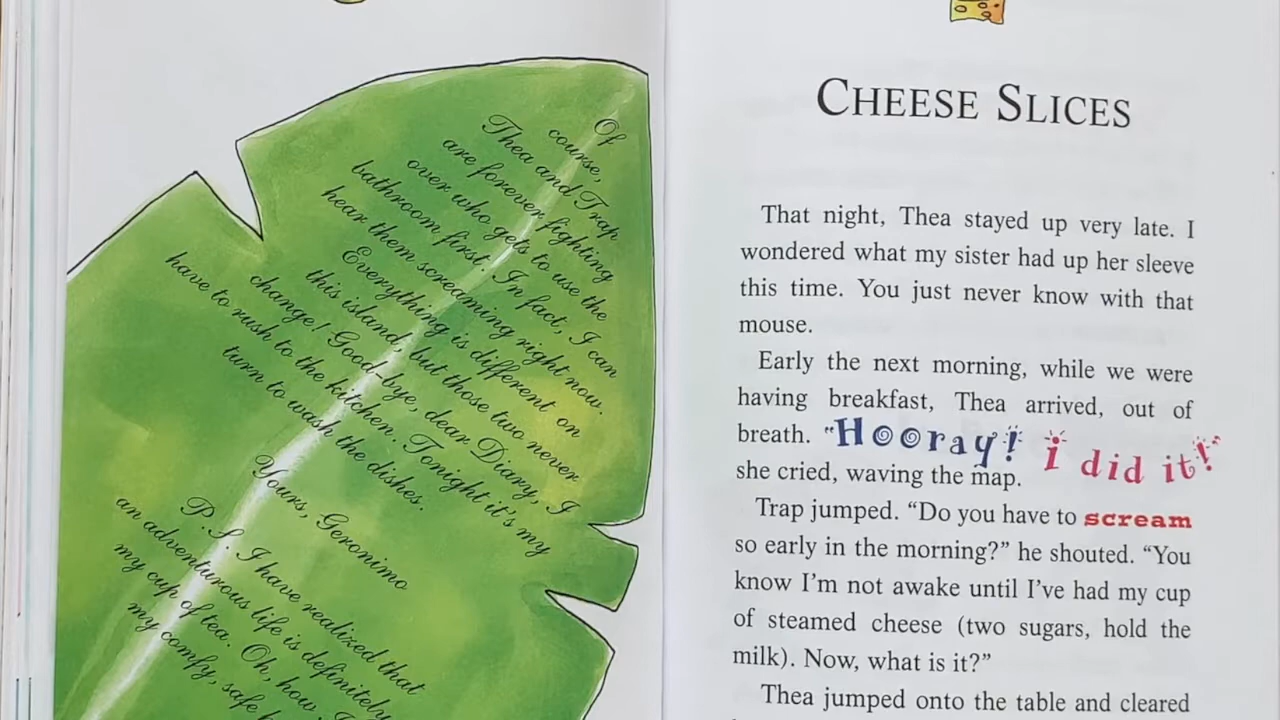 Of
course,
Thea and Trap
are forever fighting
over who gets to use the
bathroom first. In fact, I can
hear them screaming right now.
Everything is different on
this island, but those two never
change! Good-bye, dear Diary, I
have to rush to the kitchen. Tonight it's my
turn to wash the dishes.
Yours, Geronimo
P.S. I have realized that
an adventurous life is definitely
my cup of tea. Oh, how I
my comfy, safe
CHEESE SLICES
That night, Thea stayed up very late. I
wondered what my sister had up her sleeve
this time. You just never know with that
mouse.
Early the next morning, while we were
having breakfast, Thea arrived, out of
breath. "Hooray! i did it!"
she cried, waving the map.
Trap jumped. “Do you have to scream
so early in the morning?” he shouted. “You
know I’m not awake until I’ve had my cup
of steamed cheese (two sugars, hold the
milk). Now, what is it?”
Thea jumped onto the table and cleared